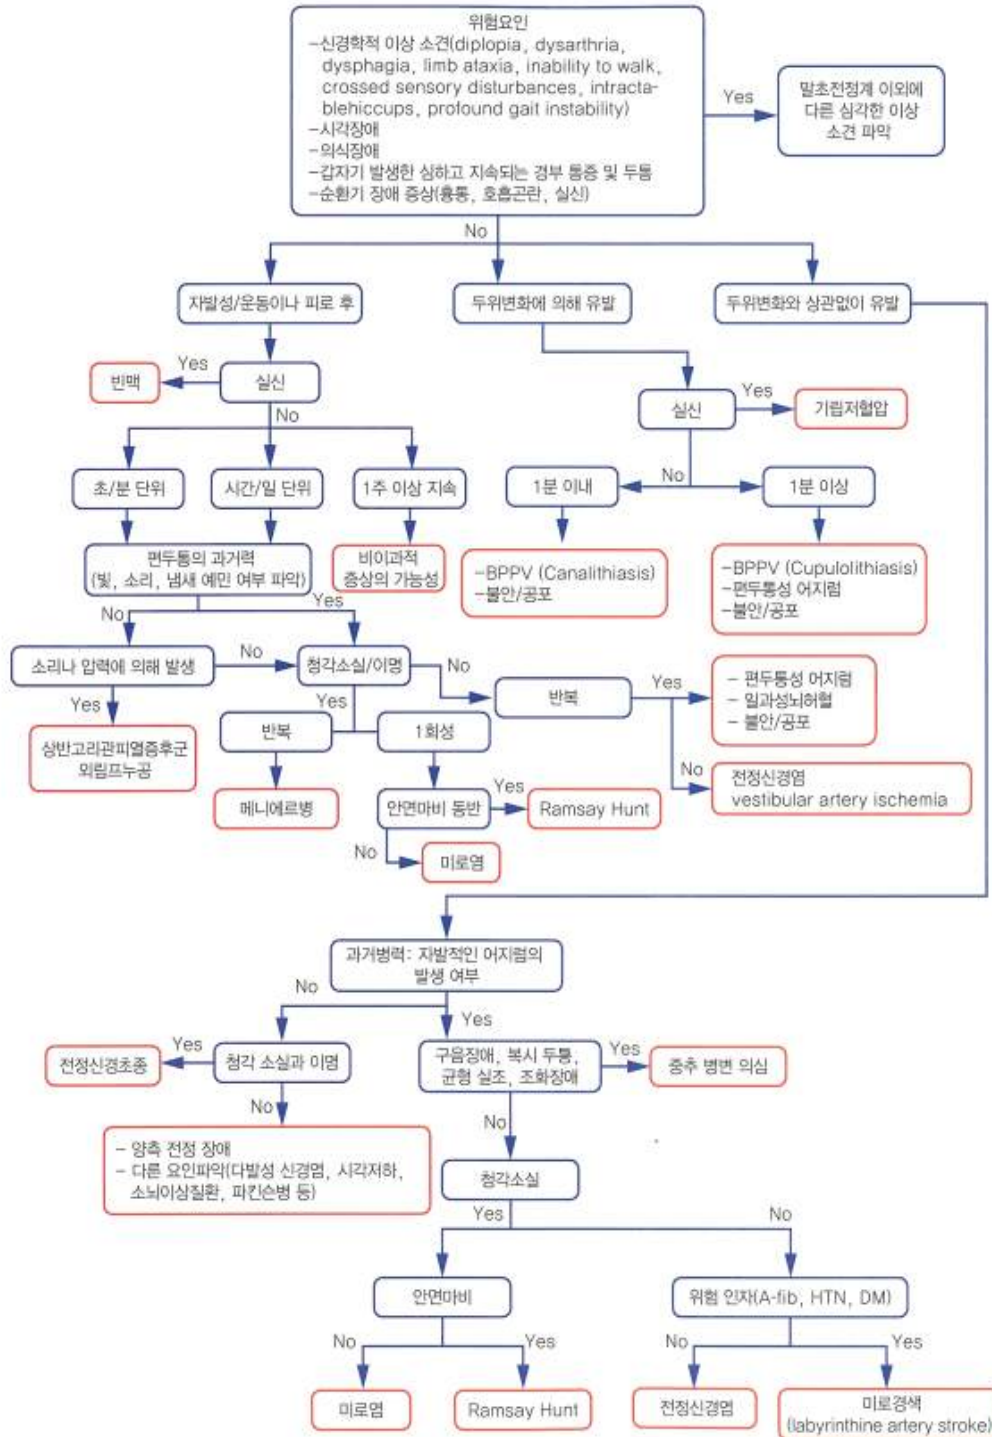 위험요인
-신경학적 이상 소견(diplopia, dysarthria,
dysphagia, limb ataxia, inability to walk,
crossed sensory disturbances, intracta-
blehiccups, profound gait instability)
-시각장애
-의식장애
-갑자기 발생한 심하고 지속되는 경부 통증 및 두통
-순환기 장애 증상(흉통, 호흡곤란, 실신)
Yes
말초전정계 이외에
다른 심각한 이상
소견 파악
No
자발성/운동이나 피로 후
두위변화에 의해 유발
두위변화와 상관없이 유발
빈맥
Yes
실신
No
실신
Yes
기립저혈압
No
초/분 단위
시간/일 단위
1주 이상 지속
1분 이내
1분 이상
편두통의 과거력
(빛, 소리, 냄새 예민 여부 파악)
비이과적
증상의 가능성
-BPPV (Canalithiasis)
-불안/공포
-BPPV (Cupulolithiasis)
-편두통성 어지럼
-불안/공포
No
Yes
소리나 압력에 의해 발생
No
청각소실/이명
No
Yes
상반고리관피열증후군
외림프누공
Yes
반복
1회성
반복
Yes
- 편두통성 어지럼
- 일과성뇌허혈
- 불안/공포
No
전정신경염
vestibular artery ischemia
메니에르병
안면마비 동반
Yes
Ramsay Hunt
No
미로염
과거병력: 자발적인 어지럼의
발생 여부
No
Yes
전정신경초종
Yes
청각 소실과 이명
구음장애, 복시 두통,
균형 실조, 조화장애
Yes
중추 병변 의심
No
- 양측 전정 장애
- 다른 요인파악(다발성 신경염, 시각저하,
소뇌이상질환, 파킨슨병 등)
No
청각소실
Yes
No
안면마비
위험 인자(A-fib, HTN, DM)
No
Yes
No
Yes
미로염
Ramsay Hunt
전정신경염
미로경색
(labyrinthine artery stroke)